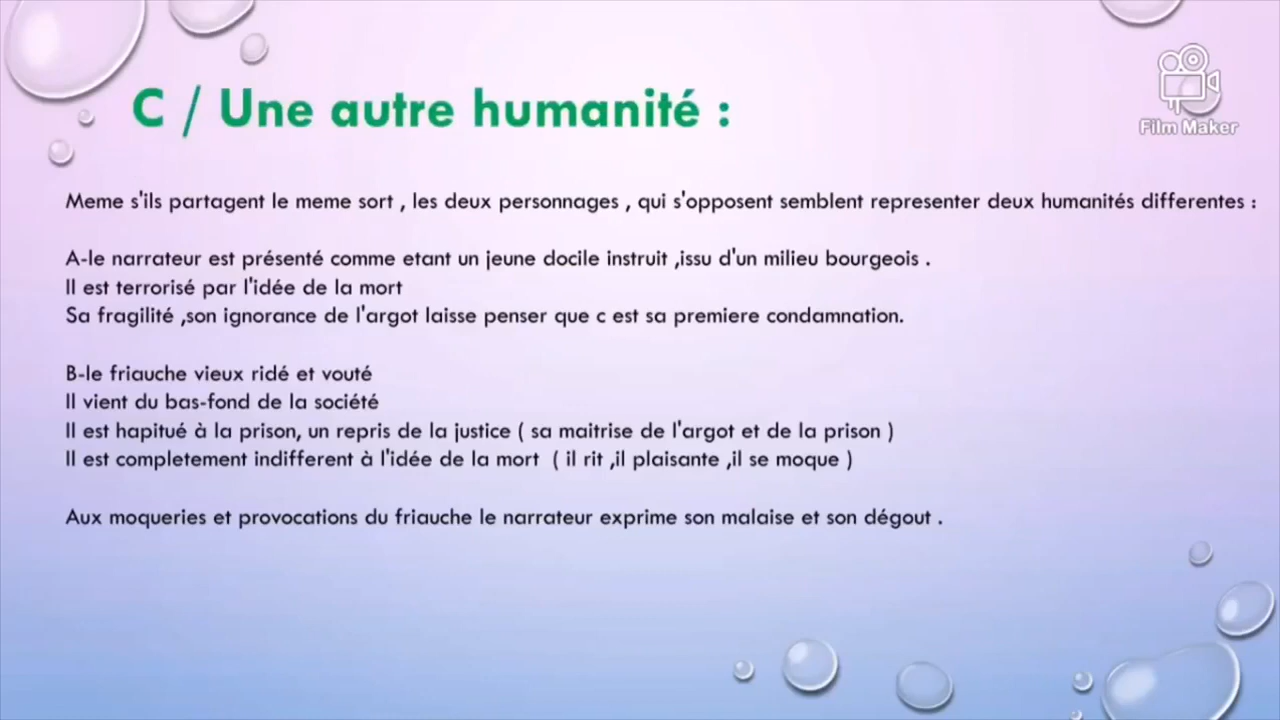 C / Une autre humanité :
Film Maker
Meme s'ils partagent le meme sort , les deux personnages , qui s'opposent semblent representer deux humanités differentes :
A-le narrateur est présenté comme etant un jeune docile instruit ,issu d'un milieu bourgeois .
Il est terrorisé par l'idée de la mort
Sa fragilité ,son ignorance de l'argot laisse penser que c est sa premiere condamnation.
B-le friauche vieux ridé et vouté
Il vient du bas-fond de la société
Il est hapitué à la prison, un repris de la justice ( sa maitrise de l'argot et de la prison )
Il est completement indifferent à l'idée de la mort  ( il rit ,il plaisante ,il se moque )
Aux moqueries et provocations du friauche le narrateur exprime son malaise et son dégout .